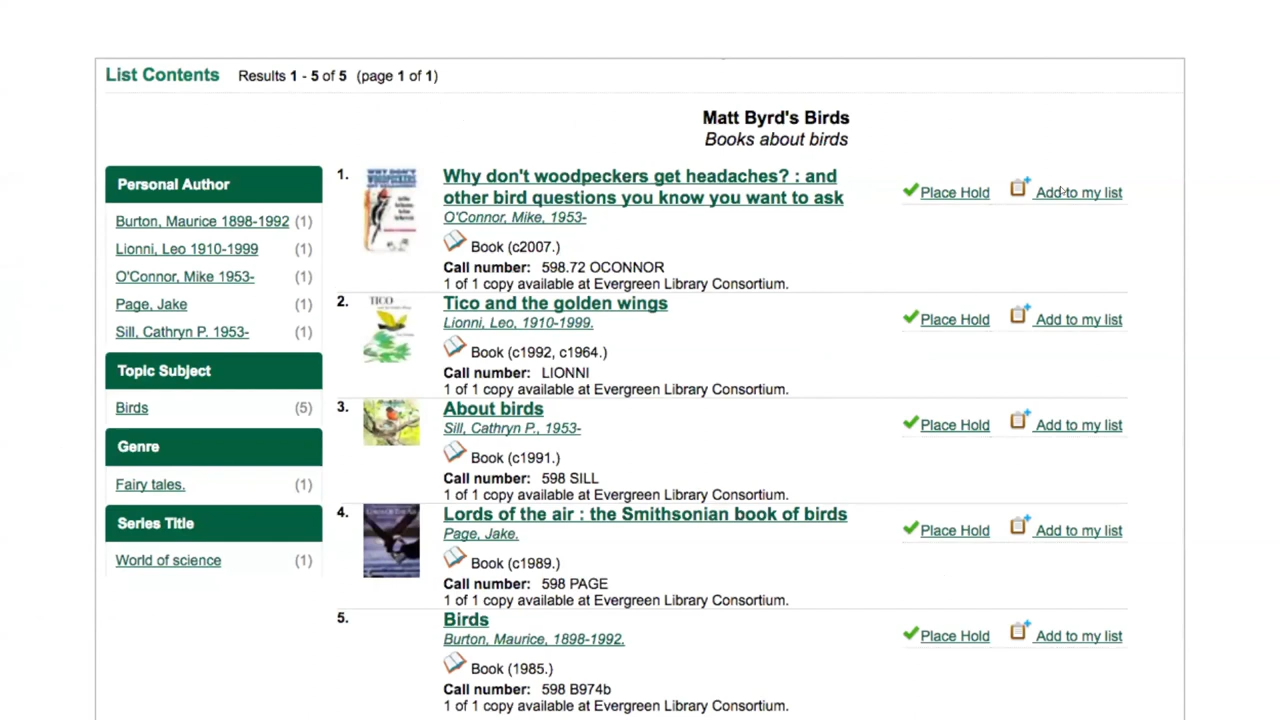 List Contents Results 1 - 5 of 5 (page 1 of 1)
Matt Byrd's Birds
Books about birds
Personal Author
Burton, Maurice 1898-1992 (1)
Lionni, Leo 1910-1999 (1)
O'Connor, Mike 1953- (1)
Page, Jake (1)
Sill, Cathryn P. 1953- (1)
Topic Subject
Birds (5)
Genre
Fairy tales. (1)
Series Title
World of science (1)
1. Why don't woodpeckers get headaches? : and
other bird questions you know you want to ask
O'Connor, Mike, 1953-
Book (c2007.)
Call number: 598.72 OCONNOR
1 of 1 copy available at Evergreen Library Consortium.
Place Hold Add to my list
2. TICO
Tico and the golden wings
Lionni, Leo, 1910-1999.
Book (c1992, c1964.)
Call number: LIONNI
1 of 1 copy available at Evergreen Library Consortium.
Place Hold Add to my list
3. About birds
Sill, Cathryn P., 1953-
Book (c1991.)
Call number: 598 SILL
1 of 1 copy available at Evergreen Library Consortium.
Place Hold Add to my list
4. Lords of the air : the Smithsonian book of birds
Page, Jake.
Book (c1989.)
Call number: 598 PAGE
1 of 1 copy available at Evergreen Library Consortium.
Place Hold Add to my list
5. Birds
Burton, Maurice, 1898-1992.
Book (1985.)
Call number: 598 B974b
1 of 1 copy available at Evergreen Library Consortium.
Place Hold Add to my list